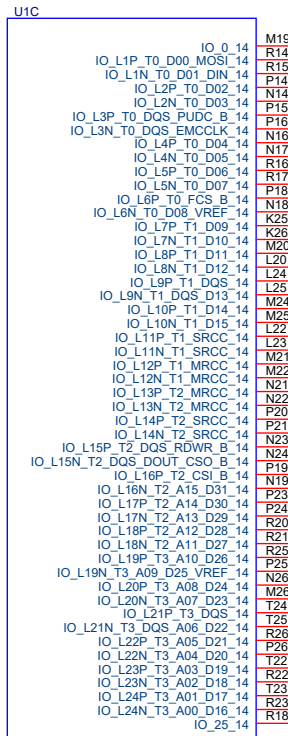 U1C
IO_0_14 M19
IO_L1P_T0_D00_MOSI_14 R14
IO_L1N_T0_D01_DIN_14 R15
IO_L2P_T0_D02_14 P14
IO_L2N_T0_D03_14 N14
IO_L3P_T0_DQS_PUDC_B_14 P15
IO_L3N_T0_DQS_EMCCLK_14 P16
IO_L4P_T0_D04_14 N16
IO_L4N_T0_D05_14 N17
IO_L5P_T0_D06_14 R16
IO_L5N_T0_D07_14 R17
IO_L6P_T0_FCS_B_14 P18
IO_L6N_T0_D08_VREF_14 N18
IO_L7P_T1_D09_14 K25
IO_L7N_T1_D10_14 K26
IO_L8P_T1_D11_14 M20
IO_L8N_T1_D12_14 L20
IO_L9P_T1_DQS_14 L24
IO_L9N_T1_DQS_D13_14 L25
IO_L10P_T1_D14_14 M24
IO_L10N_T1_D15_14 M25
IO_L11P_T1_SRCC_14 L22
IO_L11N_T1_SRCC_14 L23
IO_L12P_T1_MRCC_14 M21
IO_L12N_T1_MRCC_14 M22
IO_L13P_T2_MRCC_14 N21
IO_L13N_T2_MRCC_14 N22
IO_L14P_T2_SRCC_14 P20
IO_L14N_T2_SRCC_14 P21
IO_L15P_T2_DQS_RDWR_B_14 N23
IO_L15N_T2_DQS_DOUT_CSO_B_14 N24
IO_L16P_T2_CSI_B_14 P19
IO_L16N_T2_A15_D31_14 N19
IO_L17P_T2_A14_D30_14 P23
IO_L17N_T2_A13_D29_14 P24
IO_L18P_T2_A12_D28_14 R20
IO_L18N_T2_A11_D27_14 R21
IO_L19P_T3_A10_D26_14 R25
IO_L19N_T3_A09_D25_VREF_14 P25
IO_L20P_T3_A08_D24_14 N26
IO_L20N_T3_A07_D23_14 M26
IO_L21P_T3_DQS_14 T24
IO_L21N_T3_DQS_A06_D22_14 T25
IO_L22P_T3_A05_D21_14 R26
IO_L22N_T3_A04_D20_14 P26
IO_L23P_T3_A03_D19_14 T22
IO_L23N_T3_A02_D18_14 R22
IO_L24P_T3_A01_D17_14 T23
IO_L24N_T3_A00_D16_14 R23
IO_25_14 R18